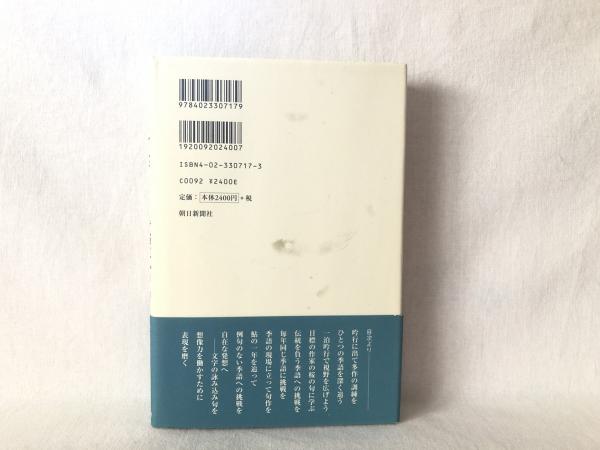 9784023307179
1920092024007
ISBN4-02-330717-3
C0092 ¥2400E
定価：本体2400円+税
朝日新聞社
目次より
吟行に出て多作の訓練を
ひとつの季語を深く追う
一泊吟行で視野を広げよう
目標の作家の桜の句に学ぶ
伝統を負う季語への挑戦を
毎年同じ季語に挑戦を
季語の現場に立って句作を
鮎の一年を追って
例句のない季語への挑戦を
自在な発想へ
──文字の詠み込み句を
想像力を働かすために
表現を磨く